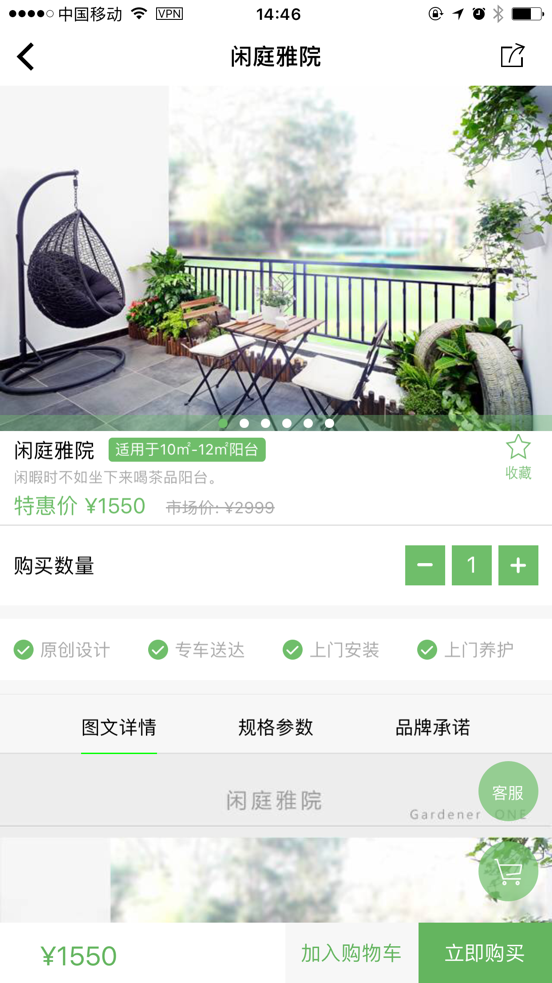 中国移动 VPN 14:46
闲庭雅院
闲庭雅院 适用于10㎡-12㎡阳台
收藏
闲暇时不如坐下来喝茶品阳台。
特惠价 ¥1550 市场价: ¥2999
购买数量 1
原创设计 专车送达 上门安装 上门养护
图文详情 规格参数 品牌承诺
客服
闲庭雅院
Gardener ONE
¥1550 加入购物车 立即购买